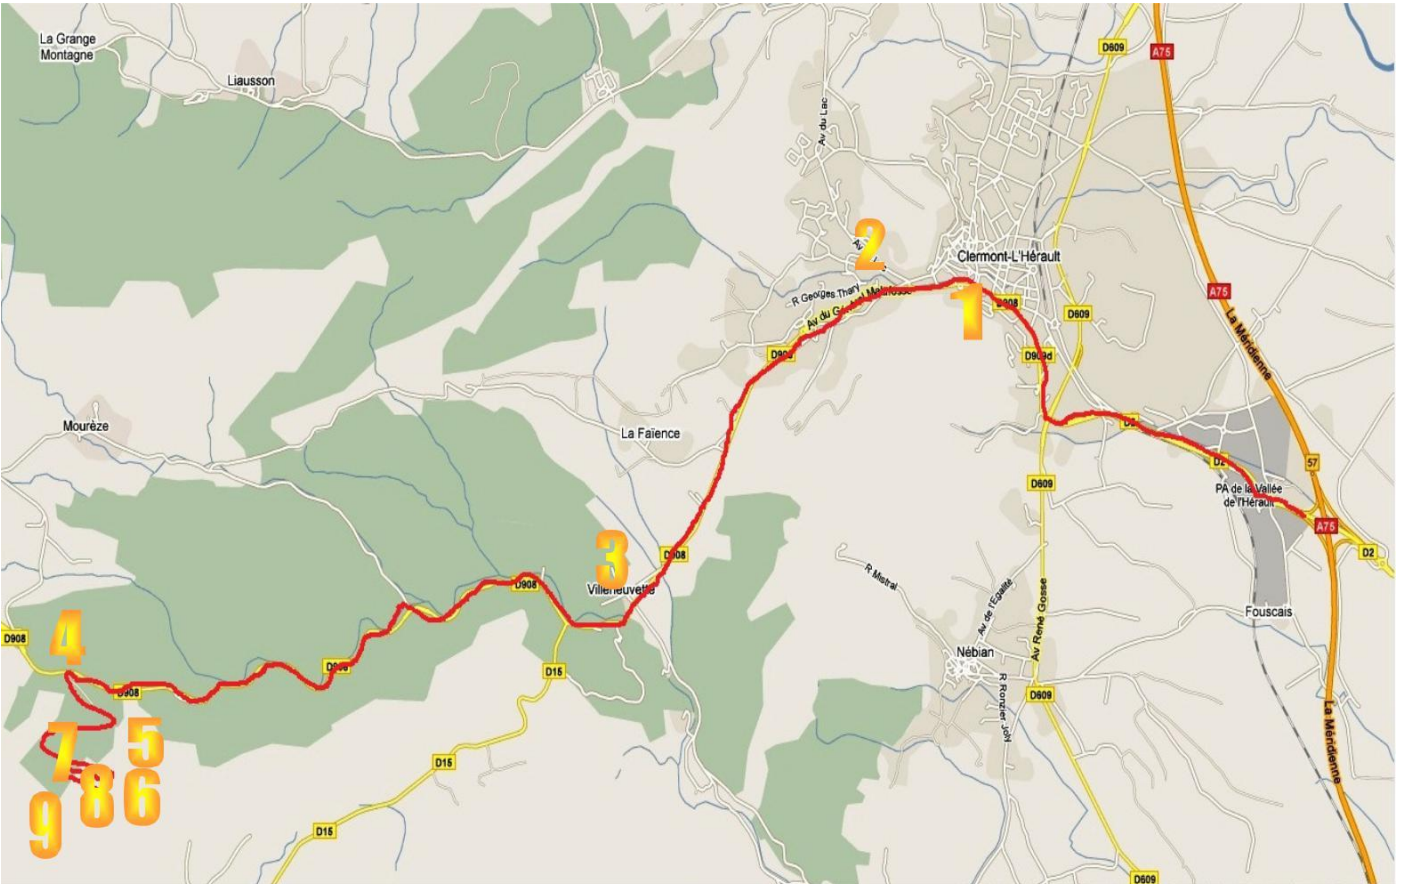 La Grange
Montagne
Liausson
D609
A75
Av du Lac
2
Clermont-L'Hérault
A75
R Georges Thary
Av du Général Malafosse
1
D908
D609
La Méridienne
D908
D909d
Mourèze
La Faïence
D2
D2
57
D609
PA de la Vallée
de l'Hérault
A75
D2
3
D908
R Mistral
Villeneuvette
D908
Av de l'Egalité
Av René Gosse
Fouscais
4
D908
Nébian
D908
D15
D908
R Ronzier Joly
D609
La Méridienne
7
5
D15
8
6
9
D15
D609